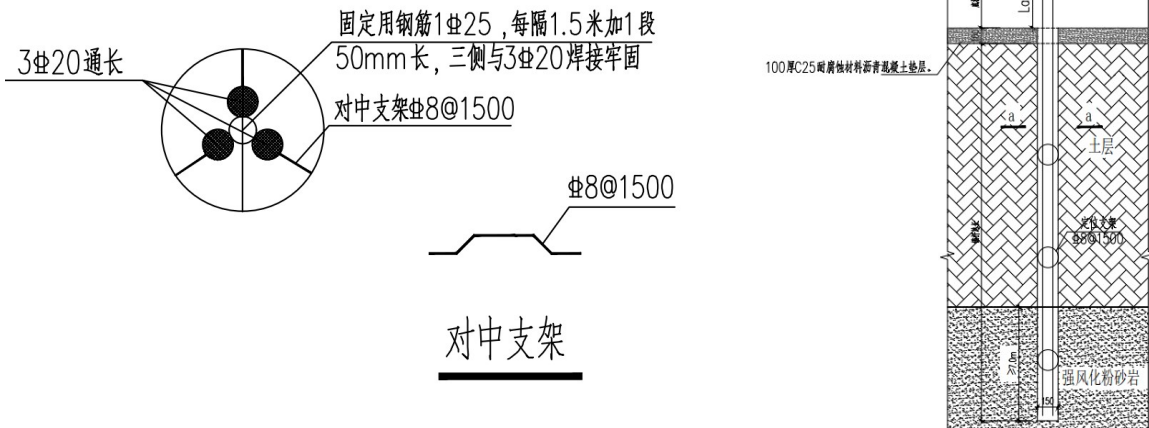 固定用钢筋1⌀25，每隔1.5米加1段
50mm长，三侧与3⌀20焊接牢固
3⌀20通长
对中支架⌀8@1500
⌀8@1500
对中支架
La
100
100厚C25耐腐蚀材料沥青混凝土垫层。
a a
土层
定位支架
⌀8@1500
强风化粉砂岩
150